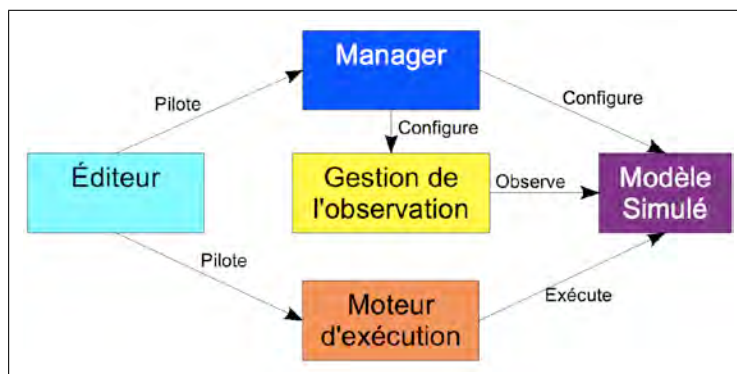 Manager
Pilote
Configure
Configure
Éditeur
Gestion de
l'observation
Observe
Modèle
Simulé
Pilote
Moteur
d'exécution
Exécute